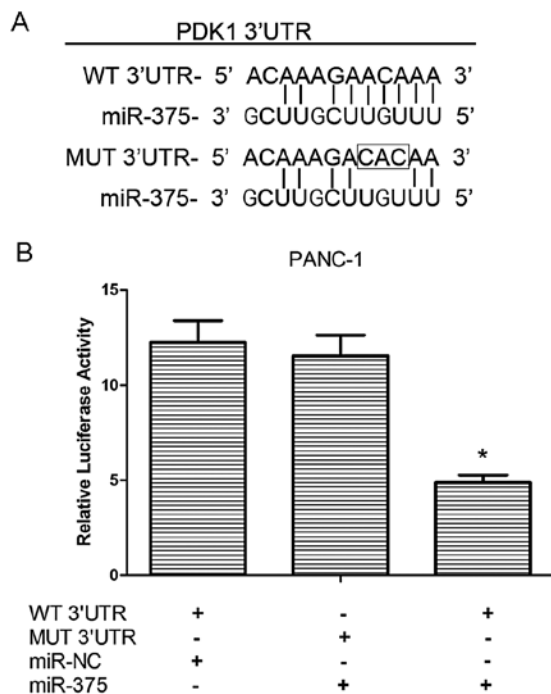 A
PDK1 3’UTR
WT 3’UTR- 5’ ACAAAGAACAAA 3’
miR-375- 3’ GCUUGCUUGUUU 5’
MUT 3’UTR- 5’ ACAAAGACACAA 3’
miR-375- 3’ GCUUGCUUGUUU 5’
B
PANC-1
Relative Luciferase Activity
15
10
5
0
*
WT 3’UTR + - +
MUT 3’UTR - + -
miR-NC + - -
miR-375 - + +